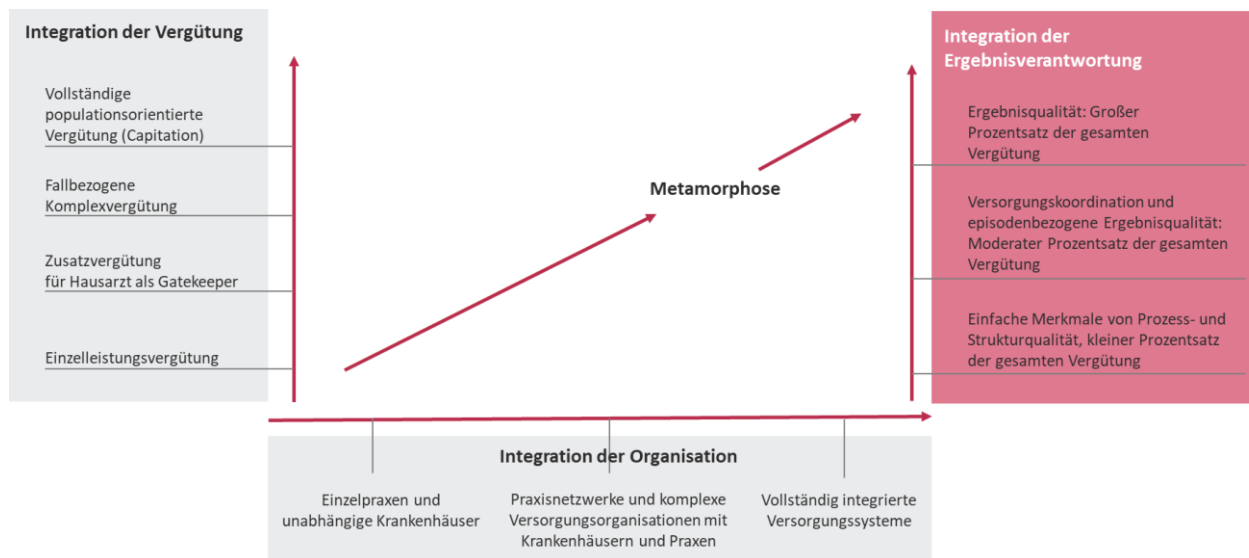 Integration der Vergütung
Vollständige
populationsorientierte
Vergütung (Capitation)
Fallbezogene
Komplexvergütung
Zusatzvergütung
für Hausarzt als Gatekeeper
Einzelleistungsvergütung
Metamorphose
Integration der
Ergebnisverantwortung
Ergebnisqualität: Großer
Prozentsatz der gesamten
Vergütung
Versorgungskoordination und
episodenbezogene Ergebnisqualität:
Moderater Prozentsatz der gesamten
Vergütung
Einfache Merkmale von Prozess- und
Strukturqualität, kleiner Prozentsatz
der gesamten Vergütung
Integration der Organisation
Einzelpraxen und
unabhängige Krankenhäuser
Praxisnetzwerke und komplexe
Versorgungsorganisationen mit
Krankenhäusern und Praxen
Vollständig integrierte
Versorgungssysteme